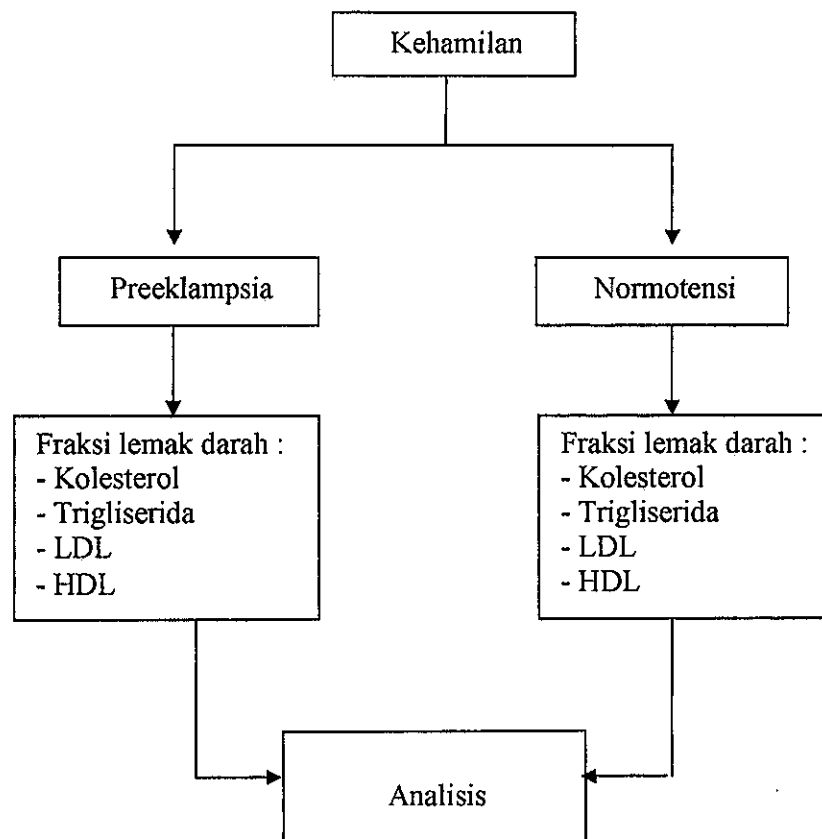 Kehamilan
Preeklampsia
Normotensi
Fraksi lemak darah :
- Kolesterol
- Trigliserida
- LDL
- HDL
Fraksi lemak darah :
- Kolesterol
- Trigliserida
- LDL
- HDL
Analisis